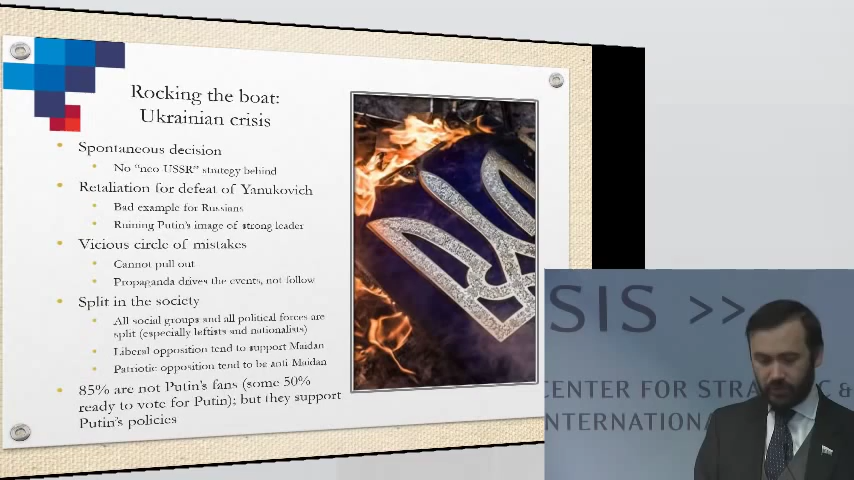 Rocking the boat:
Ukrainian crisis
Spontaneous decision
No "neo USSR" strategy behind
Retaliation for defeat of Yanukovich
Bad example for Russians
Ruining Putin's image of strong leader
Vicious circle of mistakes
Cannot pull out
Propaganda drives the events, not follow
Split in the society
All social groups and all political forces are
split (especially leftists and nationalists)
Liberal opposition tend to support Maidan
Patriotic opposition tend to be anti Maidan
85% are not Putin's fans (some 50%
ready to vote for Putin); but they support
Putin's policies
SIS >>
CENTER FOR STRA C &
NTERNATIONA